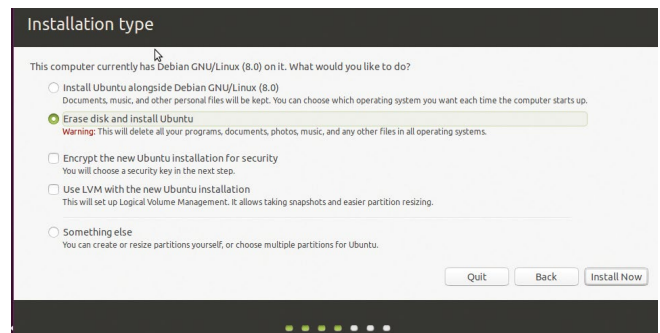 Installation type
This computer currently has Debian GNU/Linux (8.0) on it. What would you like to do?
Install Ubuntu alongside Debian GNU/Linux (8.0)
Documents, music, and other personal files will be kept. You can choose which operating system you want each time the computer starts up.
Erase disk and install Ubuntu
Warning: This will delete all your programs, documents, photos, music, and any other files in all operating systems.
Encrypt the new Ubuntu installation for security
You will choose a security key in the next step.
Use LVM with the new Ubuntu installation
This will set up Logical Volume Management. It allows taking snapshots and easier partition resizing.
Something else
You can create or resize partitions yourself, or choose multiple partitions for Ubuntu.
Quit Back Install Now